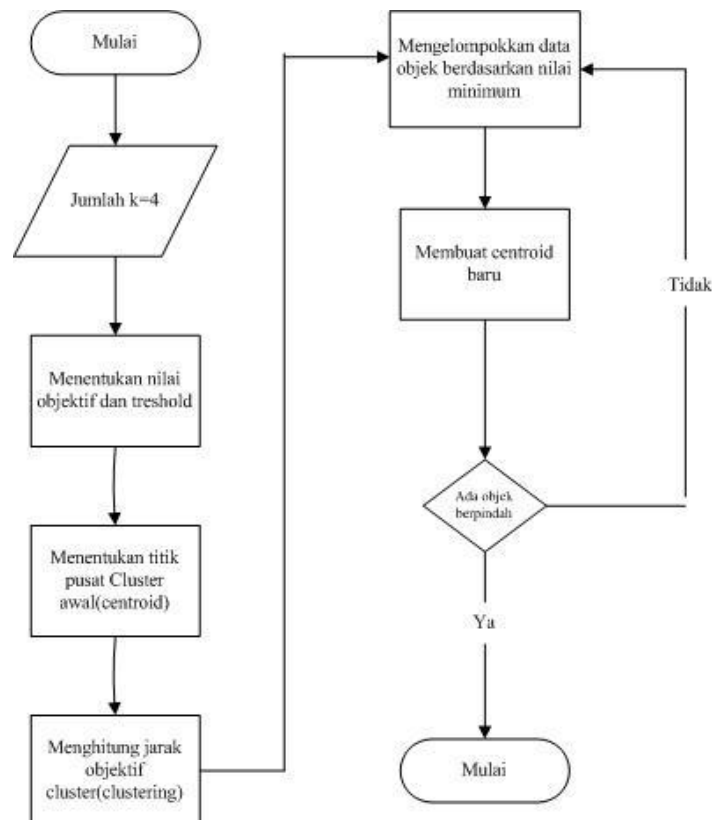 Mulai
Jumlah k=4
Menentukan nilai
objektif dan treshold
Menentukan titik
pusat Cluster
awal(centroid)
Menghitung jarak
objektif
cluster(clustering)
Mengelompokkan data
objek berdasarkan nilai
minimum
Membuat centroid
baru
Tidak
Ada objek
berpindah
Ya
Mulai